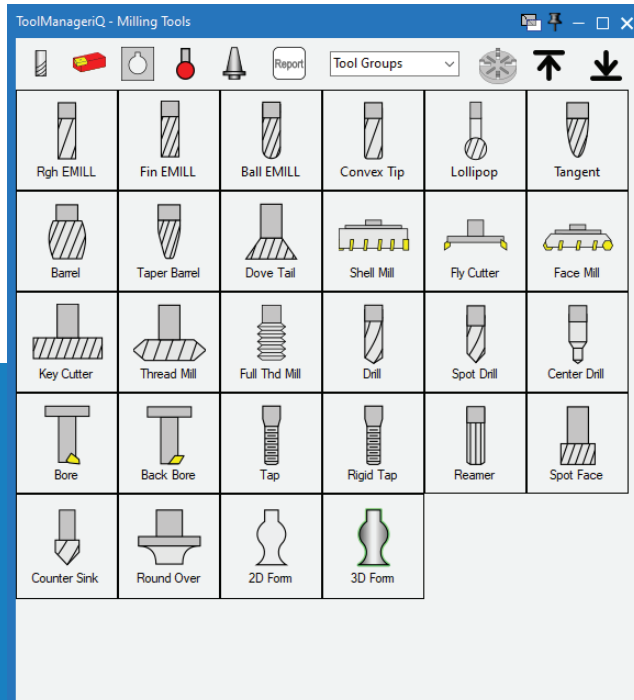 ToolManageriQ - Milling Tools
Report
Tool Groups
Rgh EMILL
Fin EMILL
Ball EMILL
Convex Tip
Lollipop
Tangent
Barrel
Taper Barrel
Dove Tail
Shell Mill
Fly Cutter
Face Mill
Key Cutter
Thread Mill
Full Thd Mill
Drill
Spot Drill
Center Drill
Bore
Back Bore
Tap
Rigid Tap
Reamer
Spot Face
Counter Sink
Round Over
2D Form
3D Form